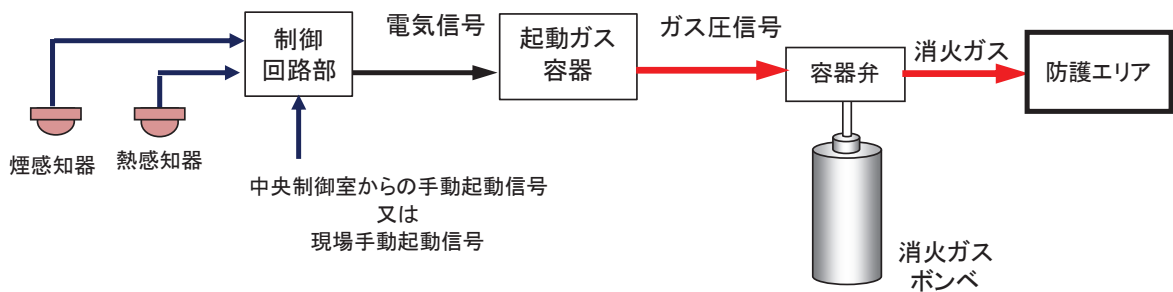 電気信号
ガス圧信号
消火ガス
制御
回路部
起動ガス
容器
容器弁
防護エリア
煙感知器
熱感知器
中央制御室からの手動起動信号
又は
現場手動起動信号
消火ガス
ボンベ